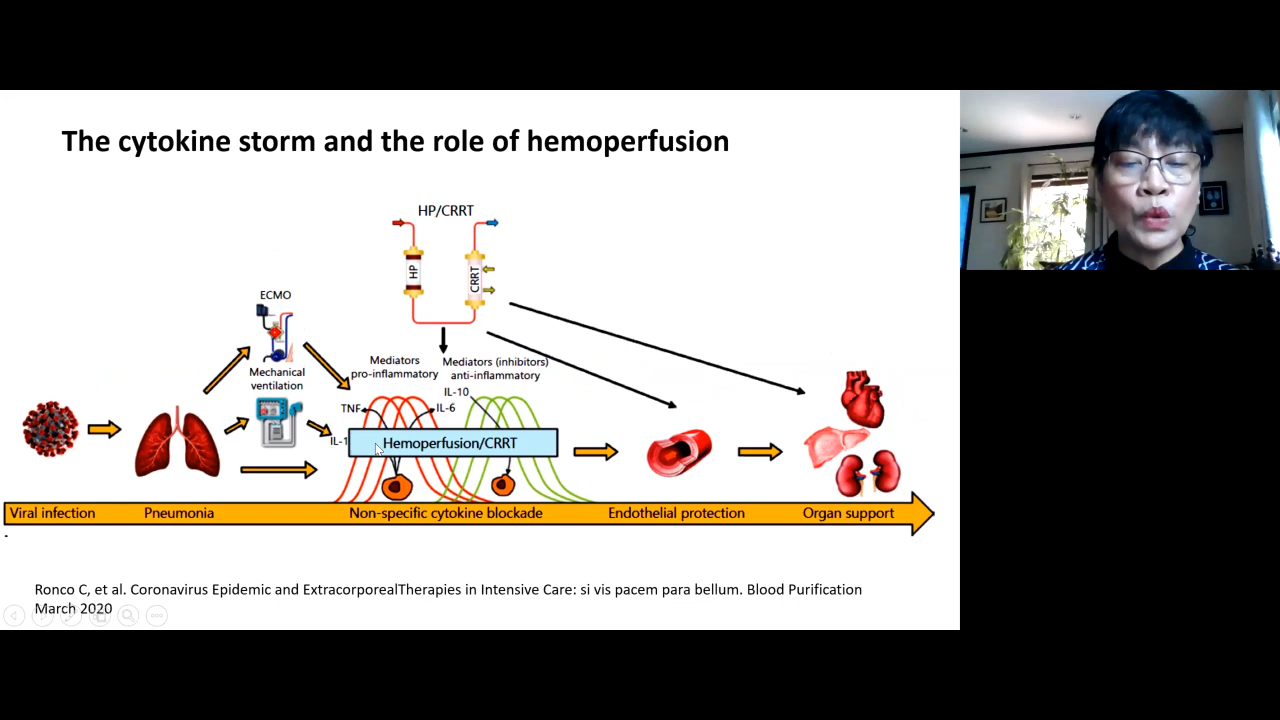 The cytokine storm and the role of hemoperfusion
HP/CRRT
HP
CRRT
ECMO
Mechanical
ventilation
Mediators
pro-inflammatory
Mediators (inhibitors)
anti-inflammatory
IL-10
TNF
IL-6
IL-1
Hemoperfusion/CRRT
Viral infection
Pneumonia
Non-specific cytokine blockade
Endothelial protection
Organ support
Ronco C, et al. Coronavirus Epidemic and ExtracorporealTherapies in Intensive Care: si vis pacem para bellum. Blood Purification
March 2020